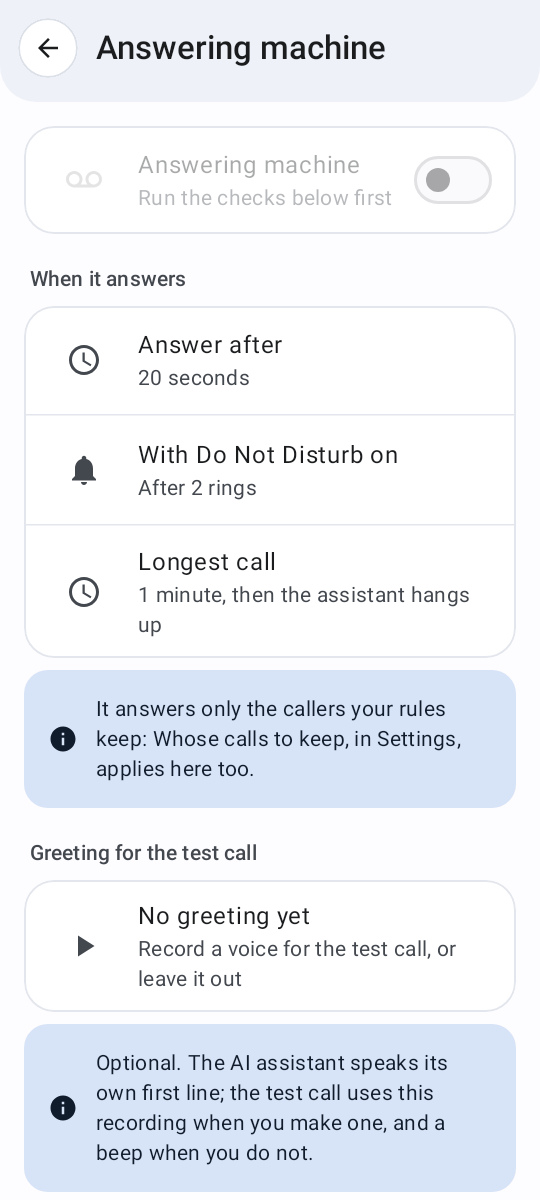 Answering machine
Answering machine
Run the checks below first
When it answers
Answer after
20 seconds
With Do Not Disturb on
After 2 rings
Longest call
1 minute, then the assistant hangs
up
It answers only the callers your rules
keep: Whose calls to keep, in Settings,
applies here too.
Greeting for the test call
No greeting yet
Record a voice for the test call, or
leave it out
Optional. The AI assistant speaks its
own first line; the test call uses this
recording when you make one, and a
beep when you do not.